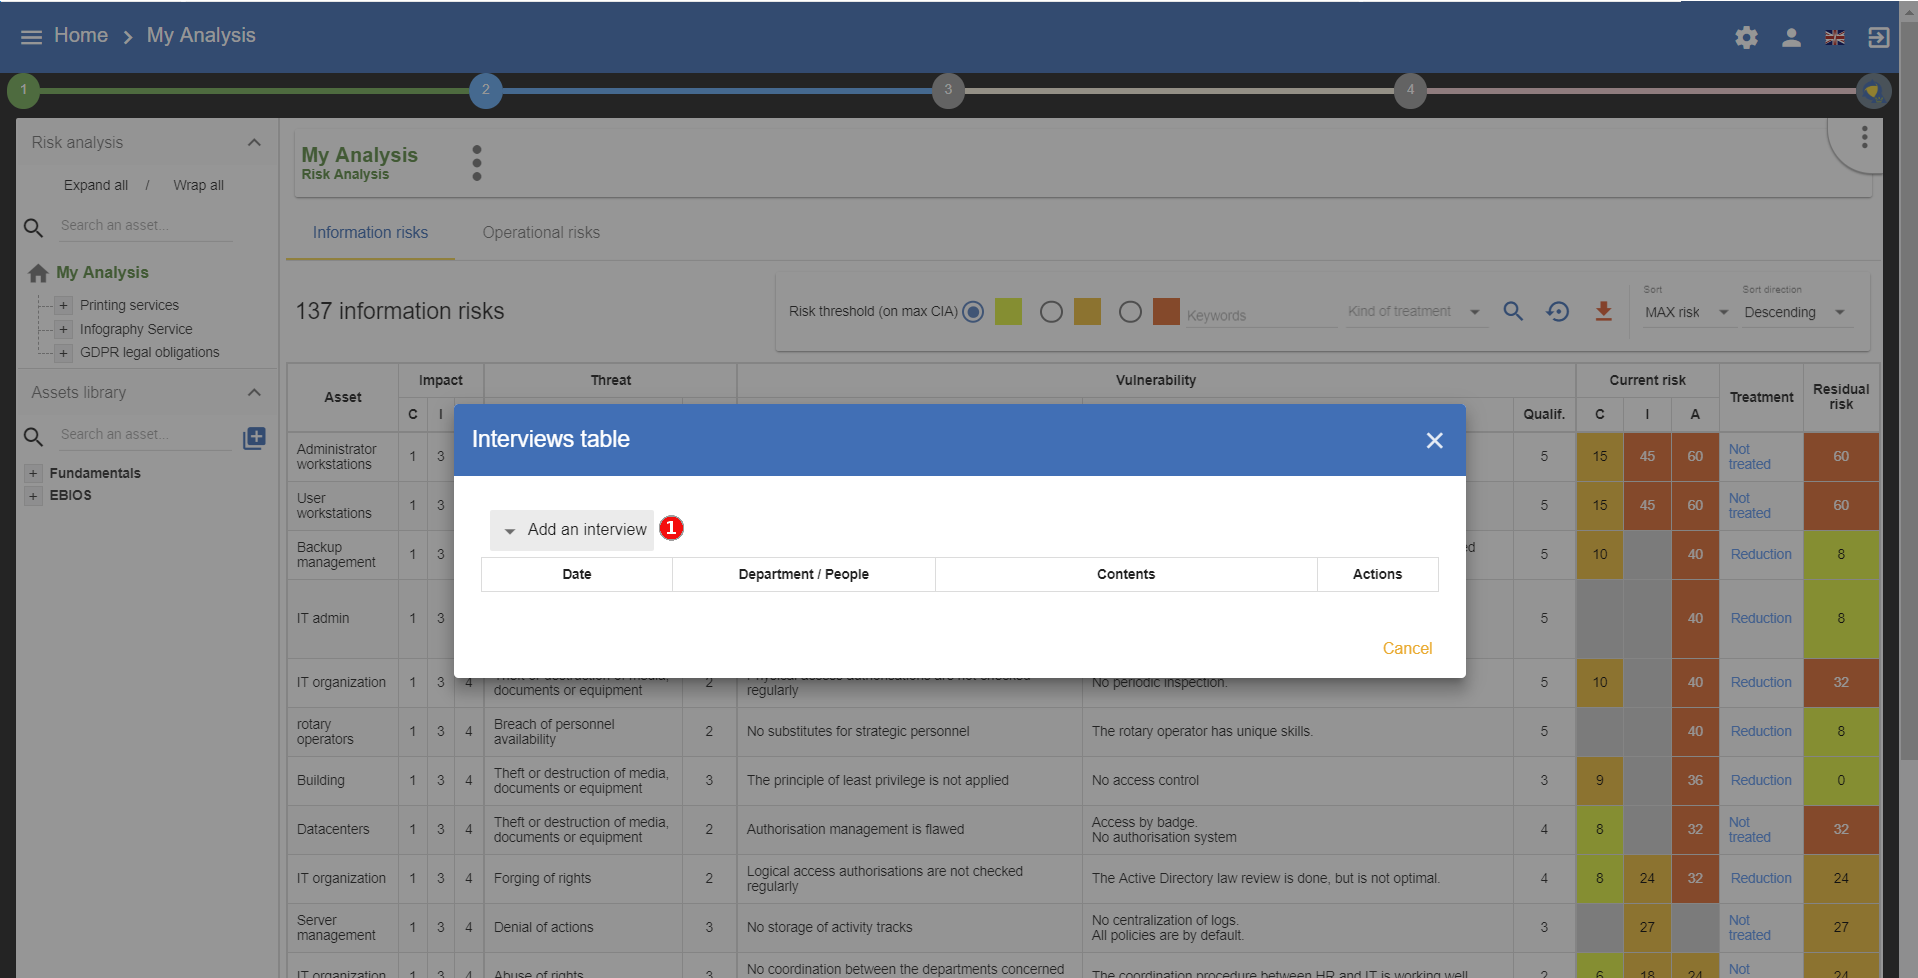 Home > My Analysis
1
2
3
4
Risk analysis
Expand all / Wrap all
Search an asset...
My Analysis
+ Printing services
+ Infography Service
+ GDPR legal obligations
Assets library
Search an asset...
+ Fundamentals
+ EBIOS
My Analysis
Risk Analysis
Information risks
Operational risks
137 information risks
Risk threshold (on max CIA)
Keywords
Kind of treatment
Sort
MAX risk
Sort direction
Descending
Asset
Impact
Threat
Vulnerability
Current risk
Treatment
Residual
risk
C I
Qualif.
C I A
Interviews table
Add an interview
1
Date
Department / People
Contents
Actions
Cancel
Administrator
workstations
1 3
5 15 45 60
Not
treated
60
User
workstations
1 3
5 15 45 60
Not
treated
60
Backup
management
1 3
ed
5 10 40 Reduction 8
IT admin 1 3
5 40 Reduction 8
IT organization 1 3 4
Theft or destruction of media,
documents or equipment
2
Physical access authorisations are not checked
regularly
No periodic inspection.
5 10 40 Reduction 32
rotary
operators
1 3 4
Breach of personnel
availability
2 No substitutes for strategic personnel The rotary operator has unique skills. 5 40 Reduction 8
Building 1 3 4
Theft or destruction of media,
documents or equipment
3 The principle of least privilege is not applied No access control 3 9 36 Reduction 0
Datacenters 1 3 4
Theft or destruction of media,
documents or equipment
2 Authorisation management is flawed
Access by badge.
No authorisation system
4 8 32
Not
treated
32
IT organization 1 3 4 Forging of rights 2
Logical access authorisations are not checked
regularly
The Active Directory law review is done, but is not optimal. 4 8 24 32 Reduction 24
Server
management
1 3 4 Denial of actions 3 No storage of activity tracks
No centralization of logs.
All policies are by default.
3 27
Not
treated
27
IT organization 1 3 4 Abuse of rights 3
No coordination between the departments concerned
The coordination procedure between HR and IT is working well. 2 6 18 24
Not
24